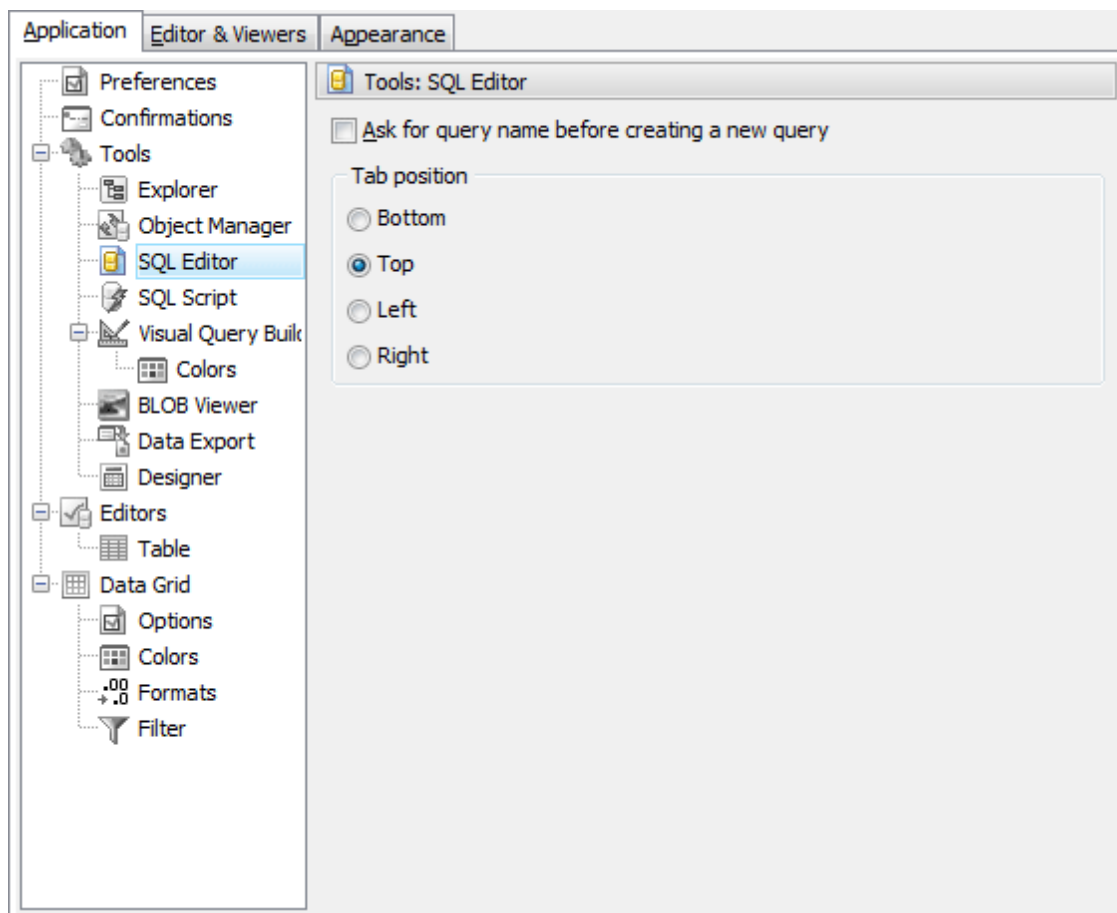 Application
Editor & Viewers
Appearance
Preferences
Confirmations
Tools
Explorer
Object Manager
SQL Editor
SQL Script
Visual Query Build
Colors
BLOB Viewer
Data Export
Designer
Editors
Table
Data Grid
Options
Colors
.00
.0
Formats
Filter
Tools: SQL Editor
Ask for query name before creating a new query
Tab position
Bottom
Top
Left
Right